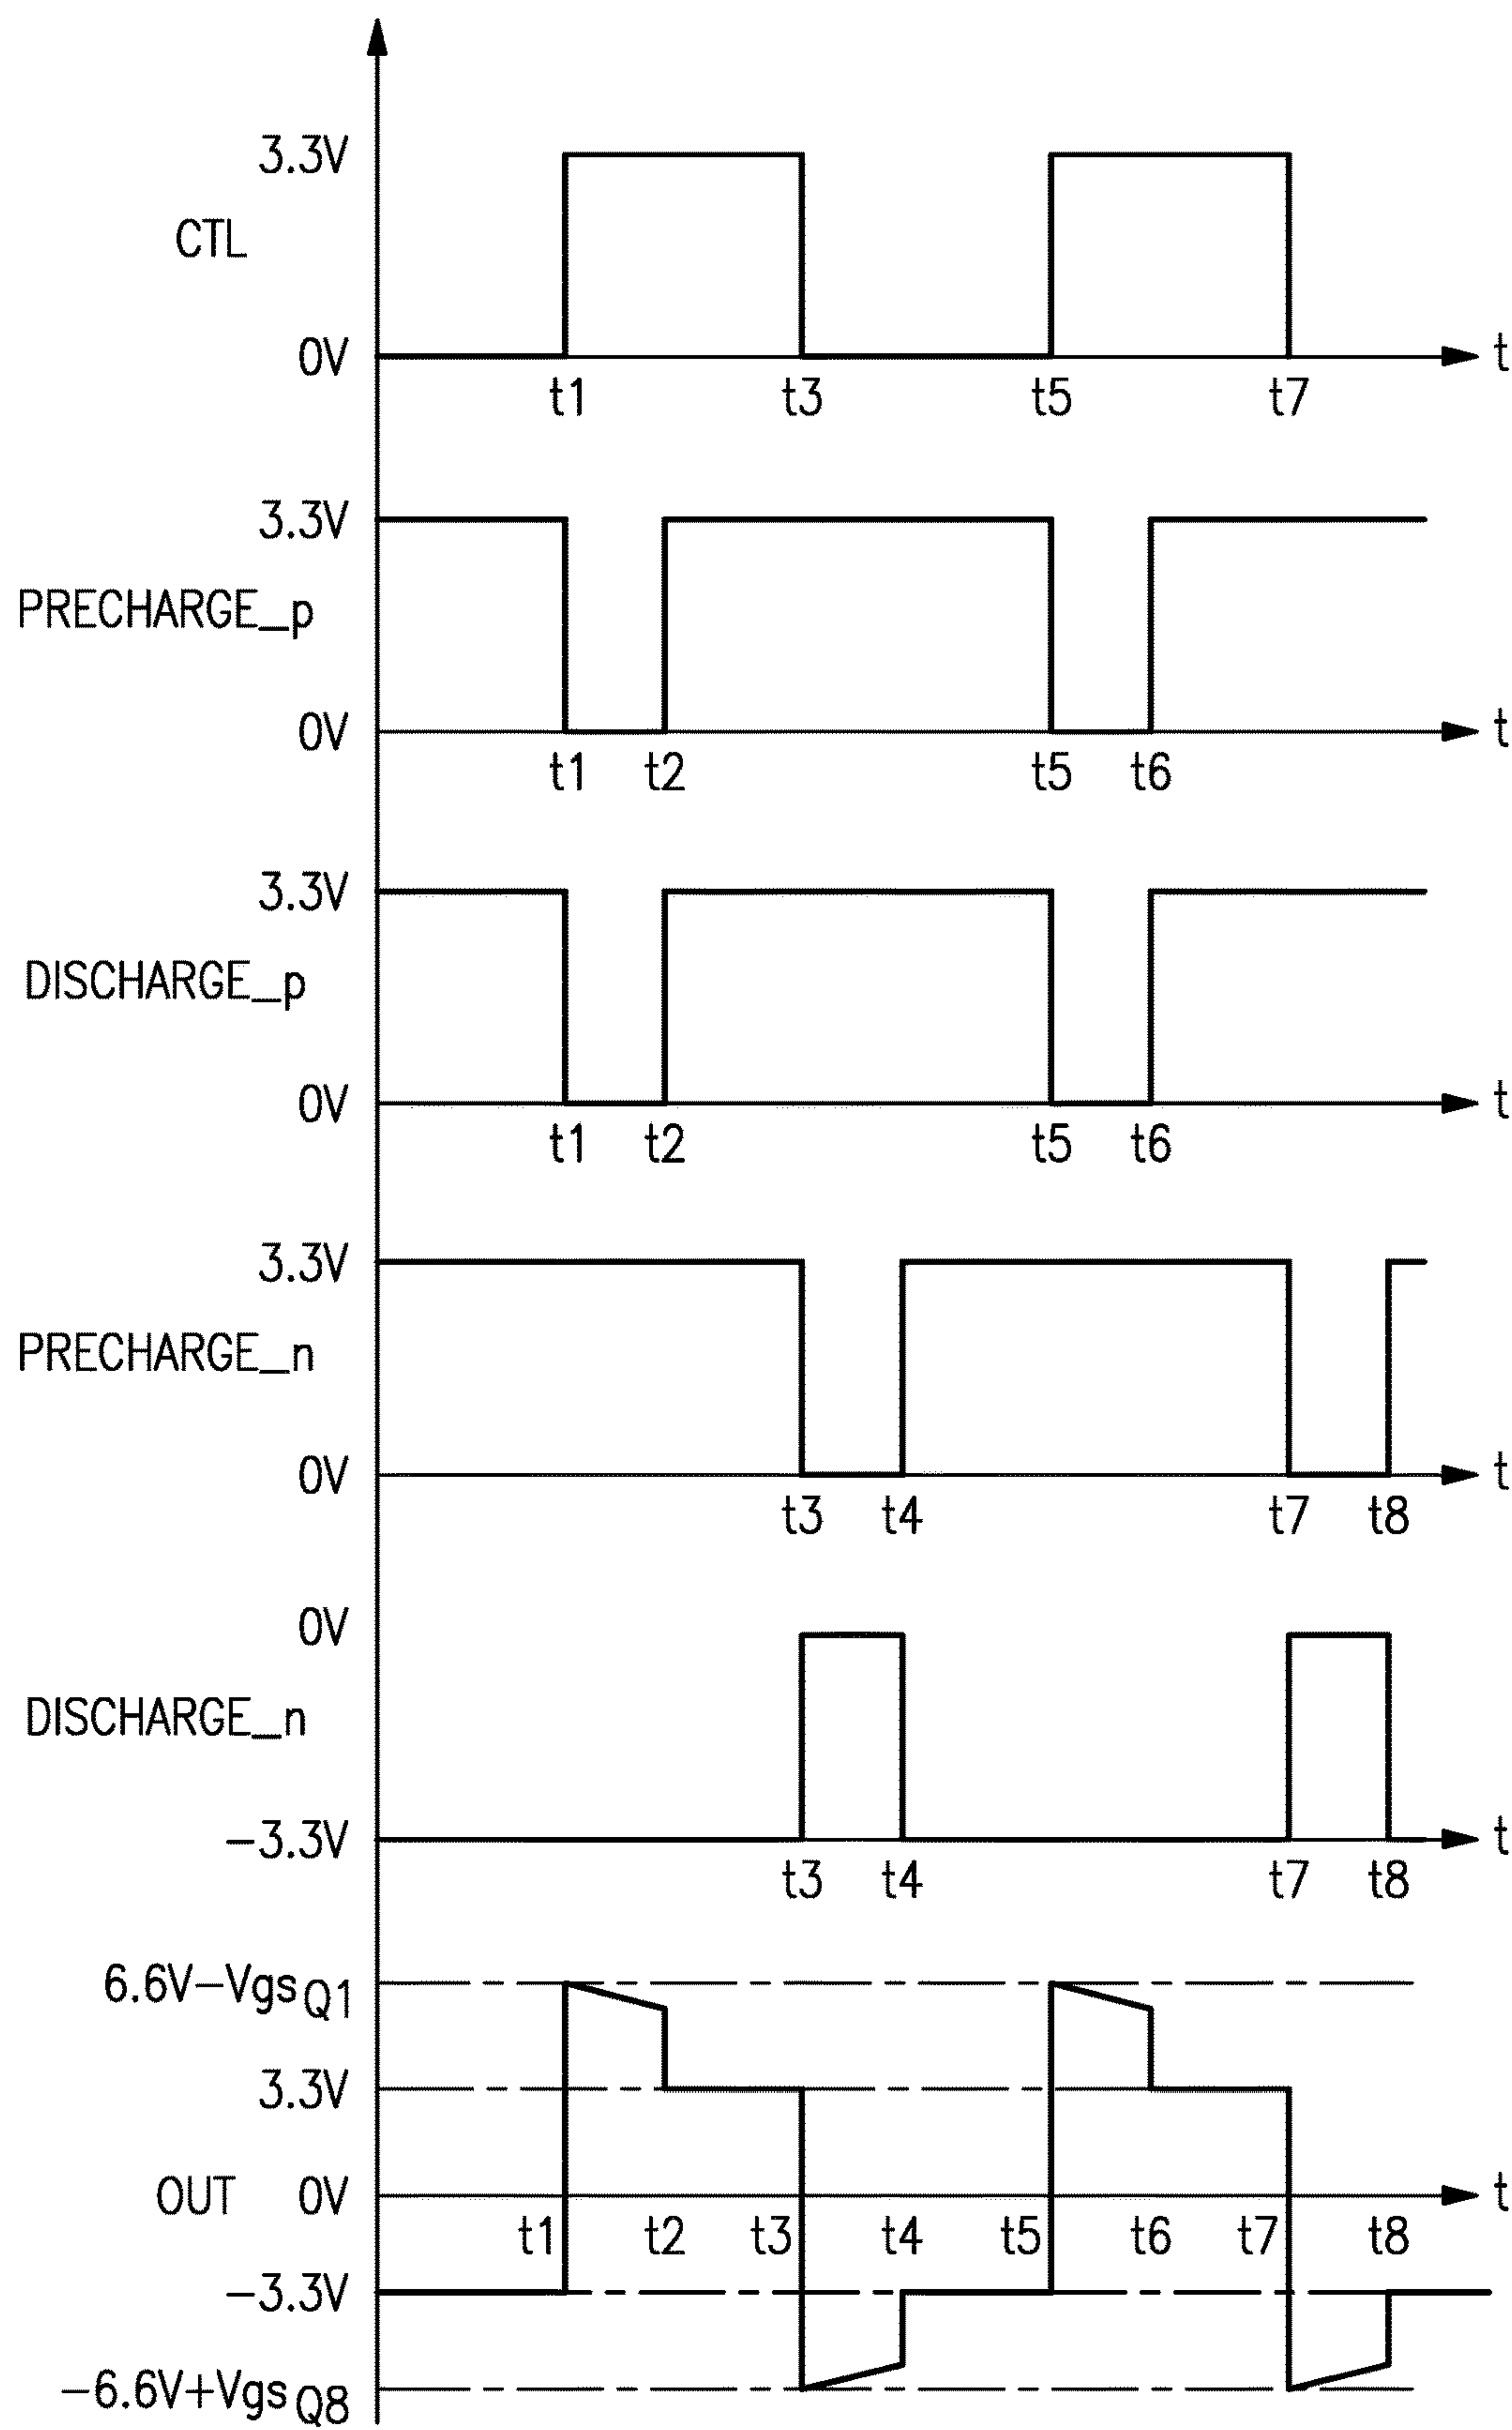 3.3V
CTL
0V
t
t1 t3 t5 t7
3.3V
PRECHARGE_p
0V
t
t1 t2 t5 t6
3.3V
DISCHARGE_p
0V
t
t1 t2 t5 t6
3.3V
PRECHARGE_n
0V
t
t3 t4 t7 t8
0V
DISCHARGE_n
-3.3V
t
t3 t4 t7 t8
6.6V-VgsQ1
3.3V
OUT 0V
t
t1 t2 t3 t4 t5 t6 t7 t8
-3.3V
-6.6V+VgsQ8